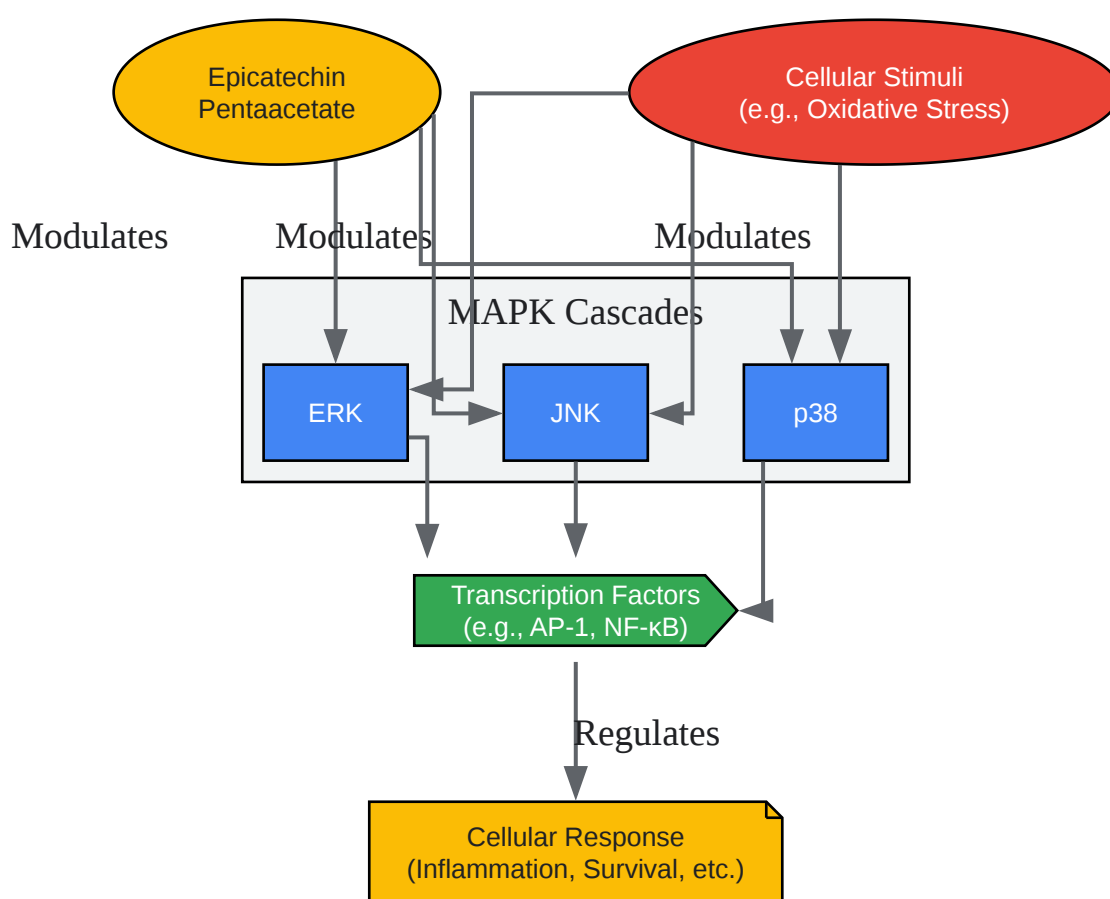 Epicatechin
Pentaacetate
Cellular Stimuli
(e.g., Oxidative Stress)
Modulates
Modulates
Modulates
MAPK Cascades
ERK
JNK
p38
Transcription Factors
(e.g., AP-1, NF-κB)
Regulates
Cellular Response
(Inflammation, Survival, etc.)